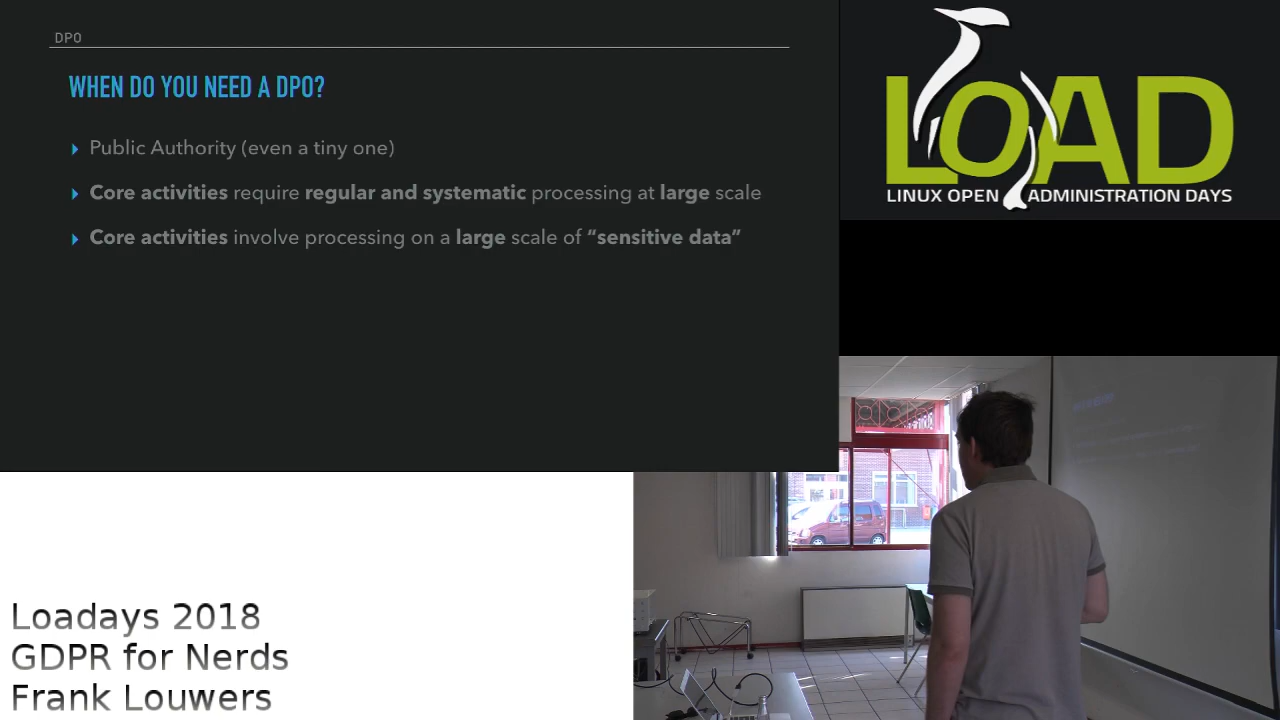 DPO
WHEN DO YOU NEED A DPO?
Public Authority (even a tiny one)
Core activities require regular and systematic processing at large scale
Core activities involve processing on a large scale of “sensitive data”
LOAD
LINUX OPEN ADMINISTRATION DAYS
Loadays 2018
GDPR for Nerds
Frank Louwers